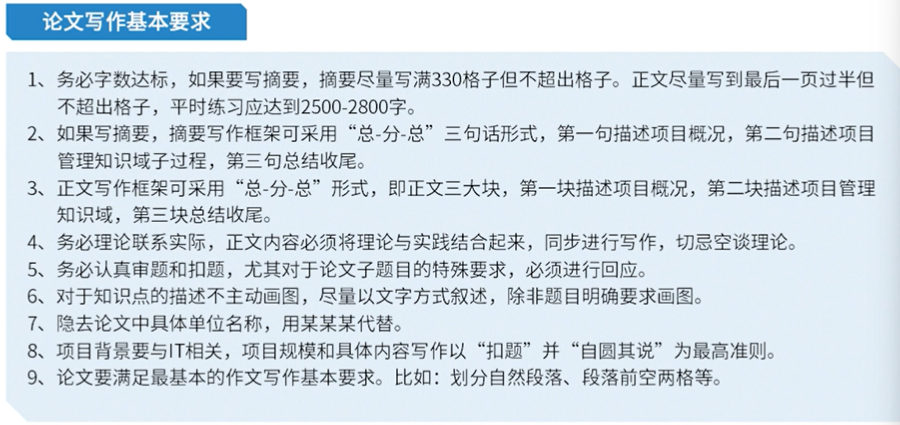 论文写作基本要求
1、务必字数达标，如果要写摘要，摘要尽量写满330格子但不超出格子。正文尽量写到最后一页过半但
不超出格子，平时练习应达到2500-2800字。
2、如果写摘要，摘要写作框架可采用“总-分-总”三句话形式，第一句描述项目概况，第二句描述项目
管理知识域子过程，第三句总结收尾。
3、正文写作框架可采用“总-分-总”形式，即正文三大块，第一块描述项目概况，第二块描述项目管理
知识域，第三块总结收尾。
4、务必理论联系实际，正文内容必须将理论与实践结合起来，同步进行写作，切忌空谈理论。
5、务必认真审题和扣题，尤其对于论文子题目的特殊要求，必须进行回应。
6、对于知识点的描述不主动画图，尽量以文字方式叙述，除非题目明确要求画图。
7、隐去论文中具体单位名称，用某某某代替。
8、项目背景要与IT相关，项目规模和具体内容写作以“扣题”并“自圆其说”为最高准则。
9、论文要满足最基本的作文写作基本要求。比如：划分自然段落、段落前空两格等。